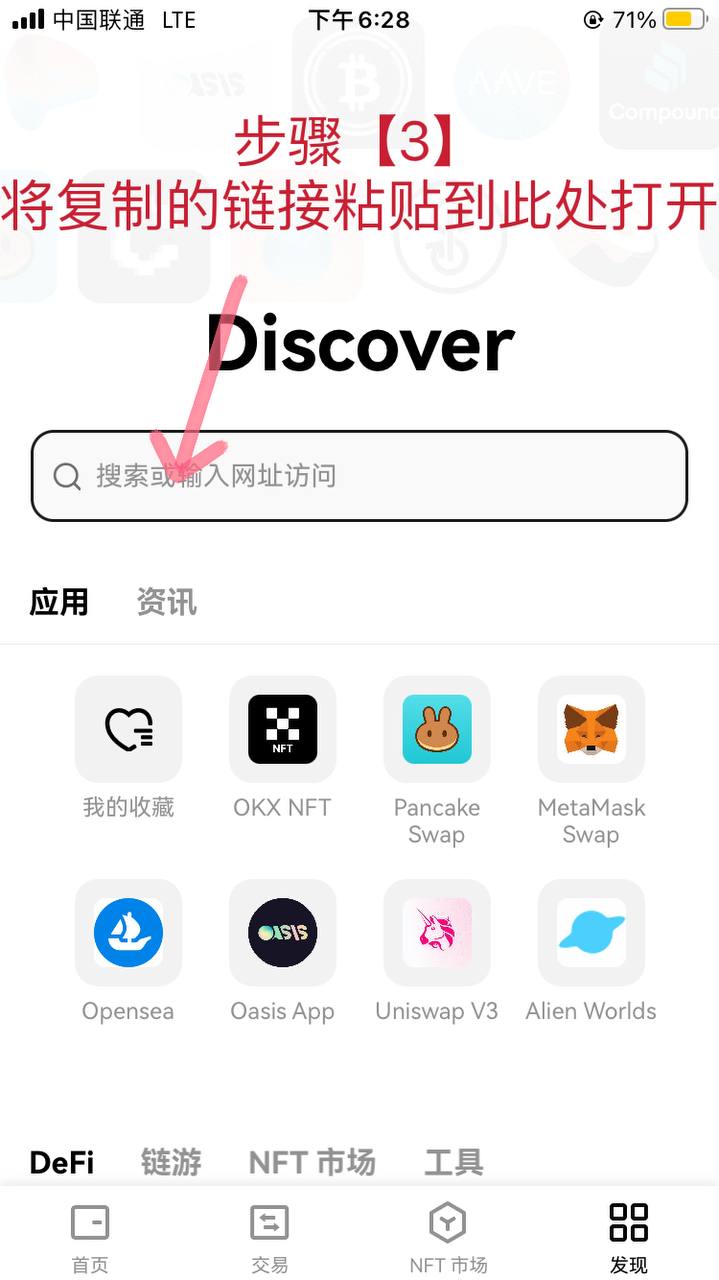 中国联通 LTE
下午6:28
71%
OASIS
AAVE
Compound
步骤【3】
将复制的链接粘贴到此处打开
Discover
搜索或输入网址访问
应用 资讯
NFT
我的收藏 OKX NFT Pancake Swap MetaMask Swap
OASIS
Opensea Oasis App Uniswap V3 Alien Worlds
DeFi 链游 NFT 市场 工具
首页 交易 NFT 市场 发现